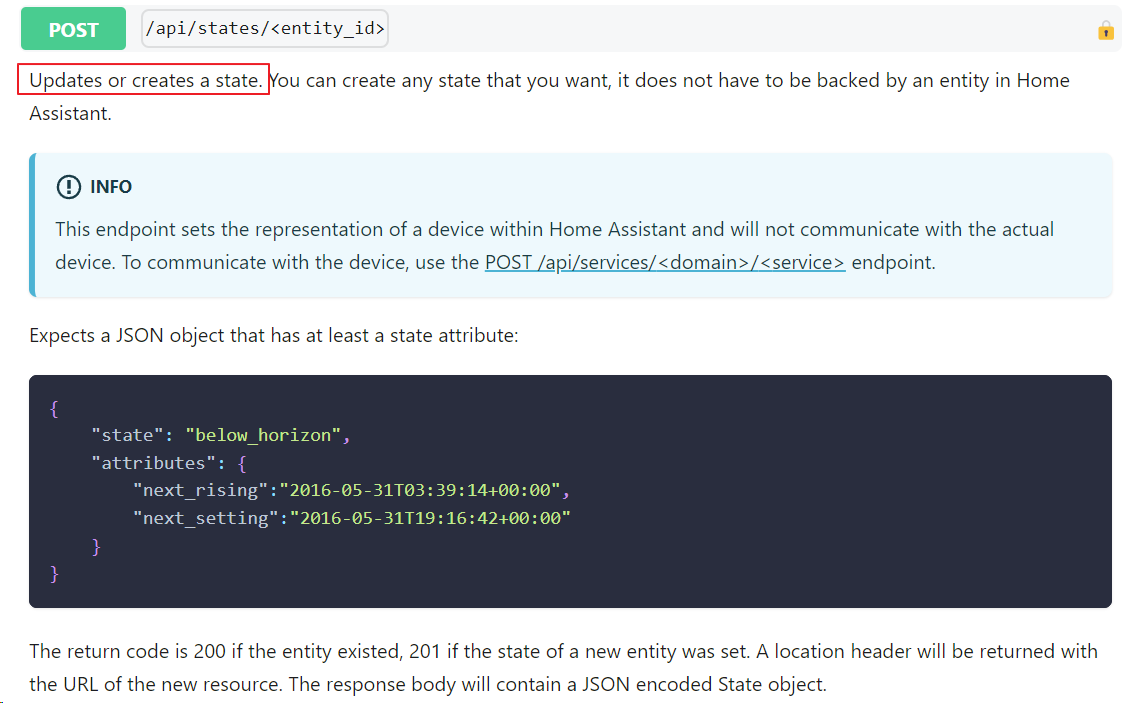 POST /api/states/<entity_id>
Updates or creates a state. You can create any state that you want, it does not have to be backed by an entity in Home
Assistant.
INFO
This endpoint sets the representation of a device within Home Assistant and will not communicate with the actual
device. To communicate with the device, use the POST /api/services/<domain>/<service> endpoint.
Expects a JSON object that has at least a state attribute:
{
"state": "below_horizon",
"attributes": {
"next_rising":"2016-05-31T03:39:14+00:00",
"next_setting":"2016-05-31T19:16:42+00:00"
}
}
The return code is 200 if the entity existed, 201 if the state of a new entity was set. A location header will be returned with
the URL of the new resource. The response body will contain a JSON encoded State object.